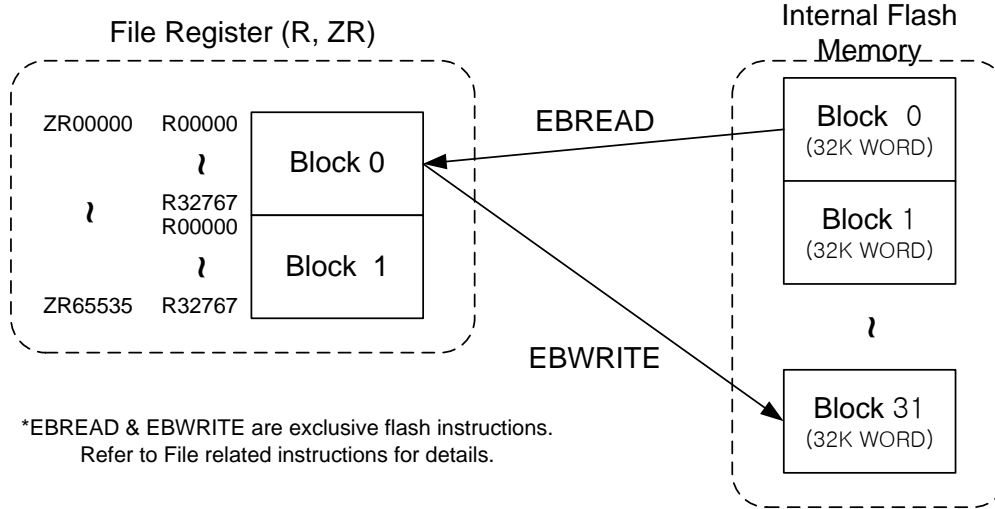 File Register (R, ZR)
ZR00000 R00000
~
R32767
Block 0
~
R00000
~
ZR65535 R32767
Block 1
EBREAD
EBWRITE
Internal Flash
Memory
Block 0
(32K WORD)
Block 1
(32K WORD)
~
Block 31
(32K WORD)
*EBREAD & EBWRITE are exclusive flash instructions.
Refer to File related instructions for details.